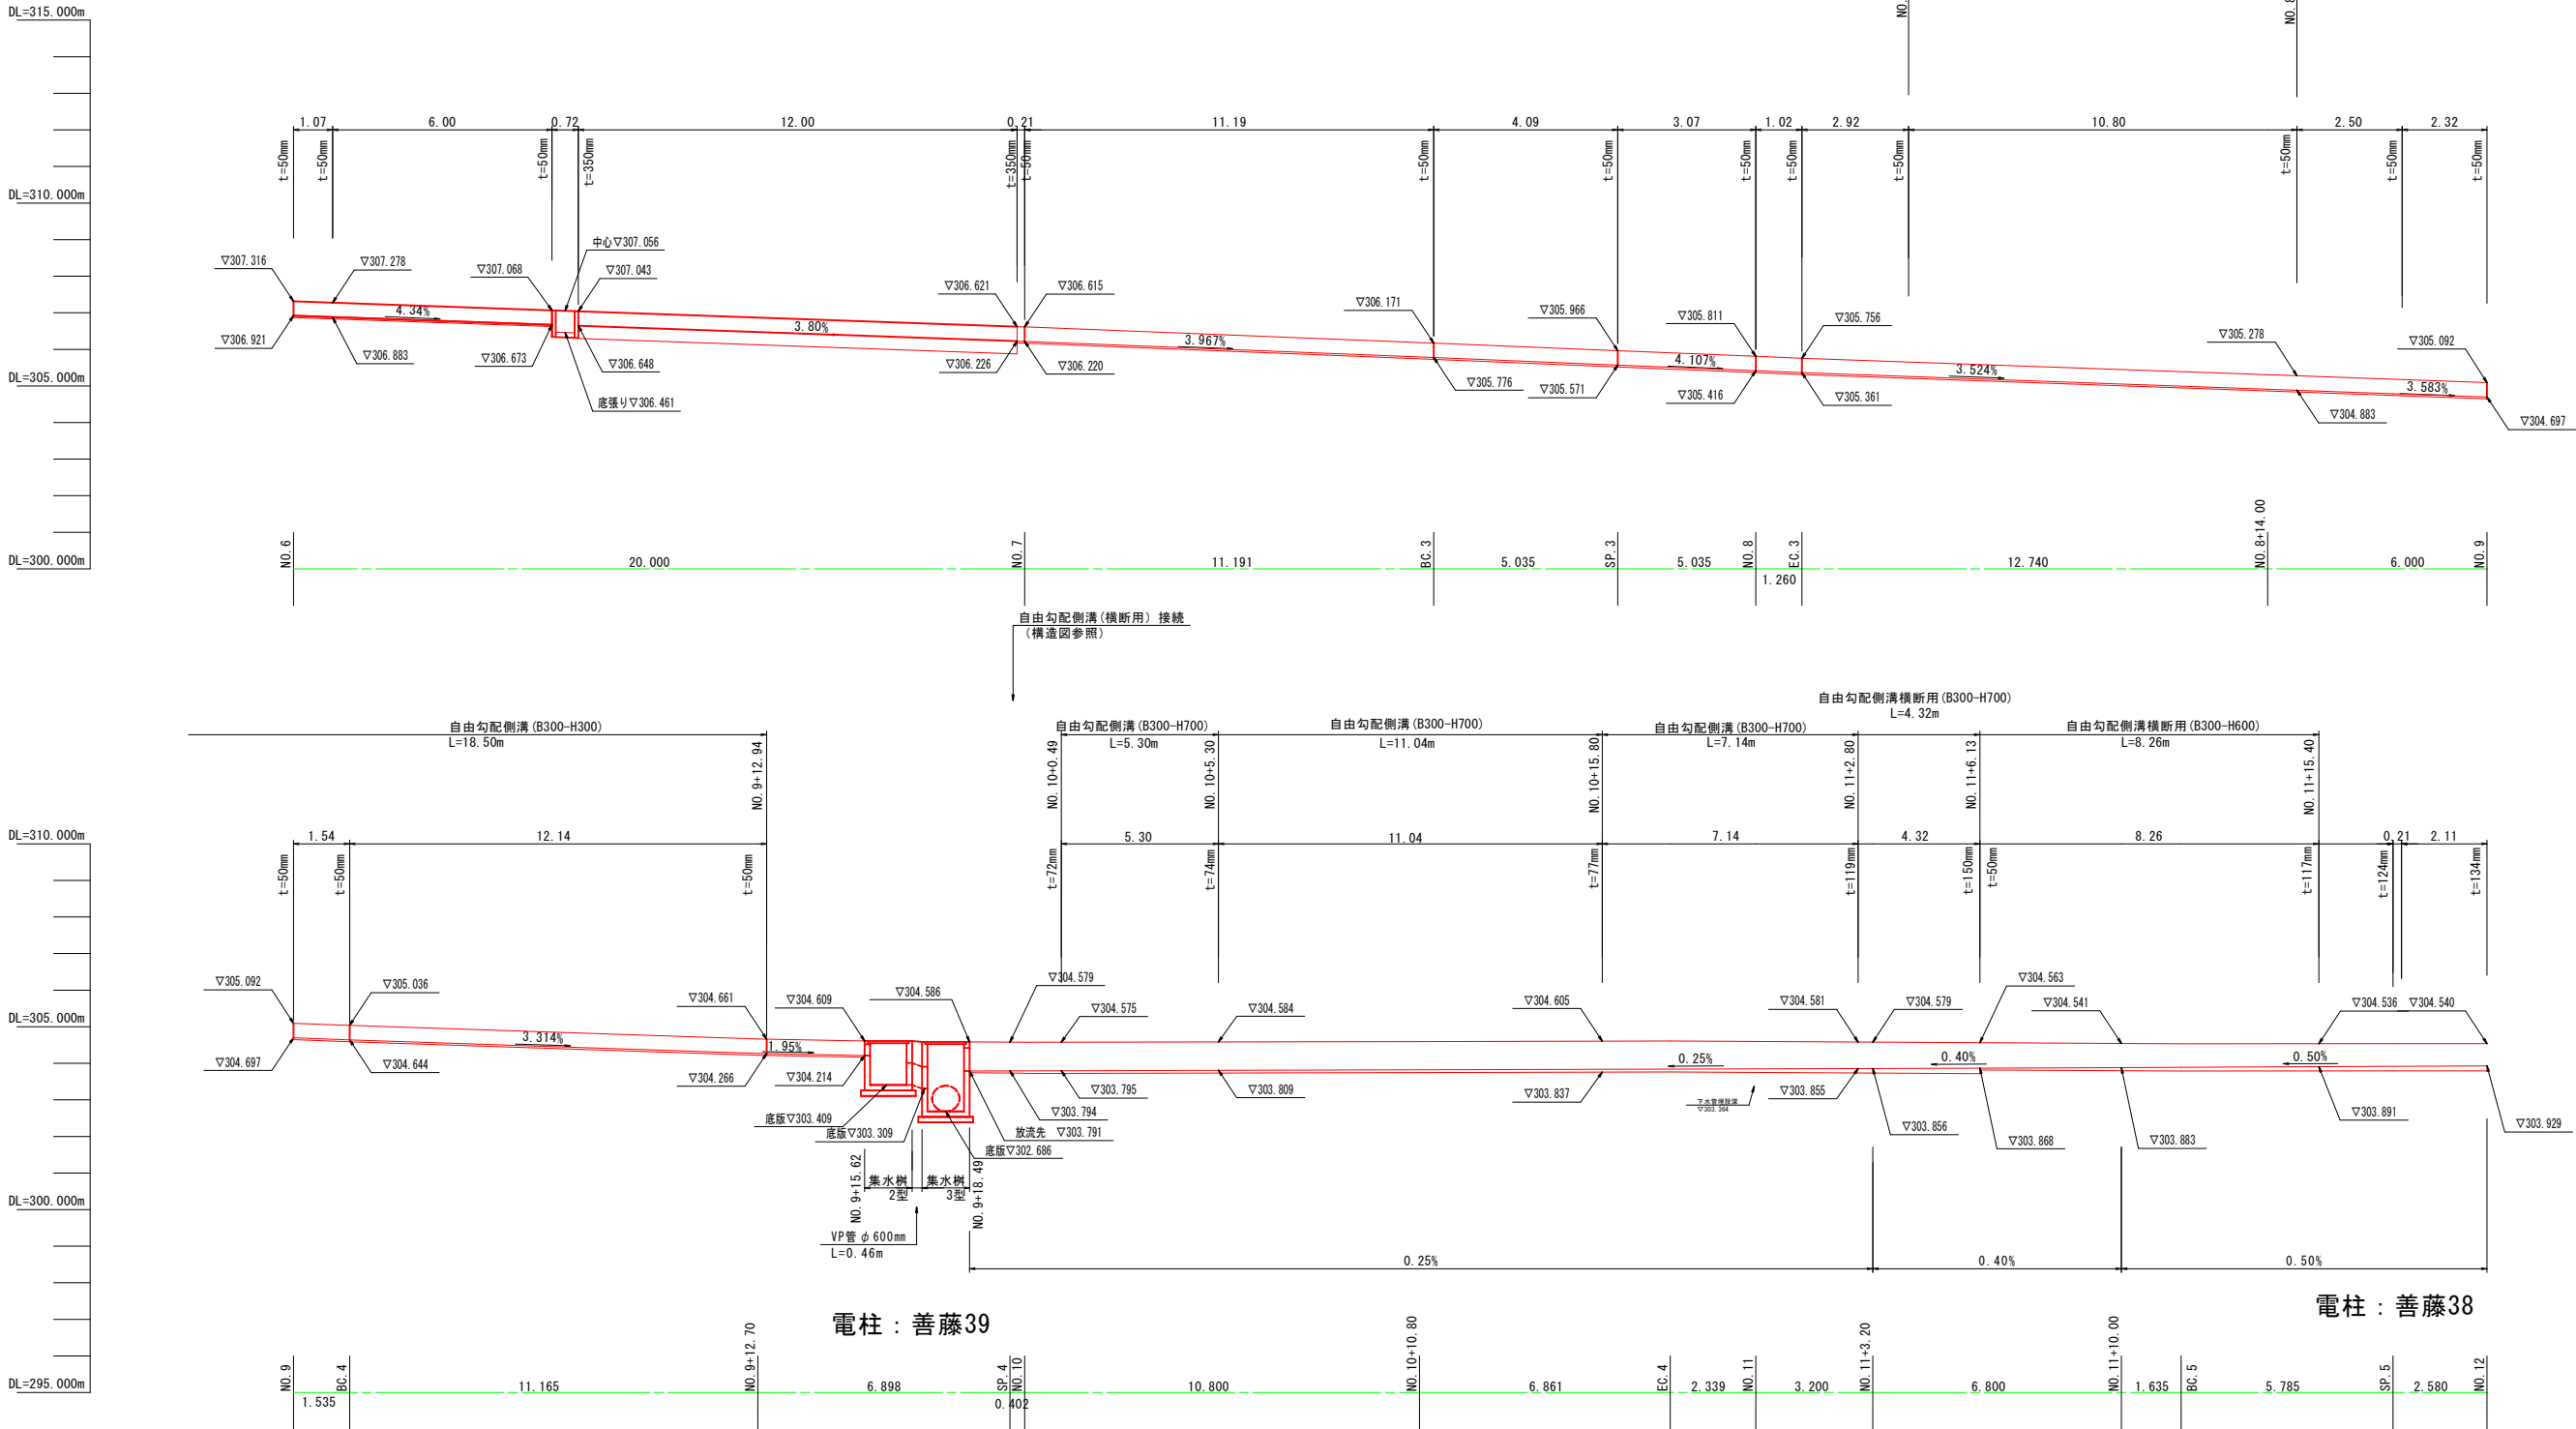 DL=315.000m
NO.
NO.8
1.07
6.00
0.72
12.00
0.21
11.19
4.09
3.07
1.02
2.92
10.80
2.50
2.32
t=50mm
t=50mm
t=50mm
t=350mm
t=350mm
t=50mm
t=50mm
t=50mm
t=50mm
t=50mm
t=50mm
t=50mm
t=50mm
t=50mm
DL=310.000m
中心▽307.056
▽307.316
▽307.278
▽307.068
▽307.043
▽306.621
▽306.615
▽306.171
▽305.966
▽305.811
▽305.756
▽305.278
▽305.092
4.34%
3.80%
3.967%
4.107%
3.524%
3.583%
▽306.921
▽306.883
▽306.673
▽306.648
▽306.226
▽306.220
▽305.776
▽305.571
▽305.416
▽305.361
▽304.883
▽304.697
底張り▽306.461
DL=305.000m
NO.6
NO.7
BC.3
SP.3
NO.8
EC.3
NO.8+14.00
NO.9
DL=300.000m
20.000
11.191
5.035
5.035
1.260
12.740
6.000
自由勾配側溝(横断用) 接続
(構造図参照)
自由勾配側溝(B300-H300)
L=18.50m
自由勾配側溝(B300-H700)
L=5.30m
自由勾配側溝(B300-H700)
L=11.04m
自由勾配側溝(B300-H700)
L=7.14m
自由勾配側溝横断用(B300-H700)
L=4.32m
自由勾配側溝横断用(B300-H600)
L=8.26m
NO.9+12.94
NO.10+0.49
NO.10+5.30
NO.10+15.80
NO.11+2.80
NO.11+6.13
NO.11+15.40
DL=310.000m
1.54
12.14
5.30
11.04
7.14
4.32
8.26
0.21
2.11
t=50mm
t=50mm
t=50mm
t=72mm
t=74mm
t=77mm
t=119mm
t=150mm
t=50mm
t=117mm
t=124mm
t=134mm
▽305.092
▽305.036
▽304.661
▽304.609
▽304.586
▽304.579
▽304.575
▽304.584
▽304.605
▽304.581
▽304.579
▽304.563
▽304.541
▽304.536
▽304.540
DL=305.000m
3.314%
1.95%
0.25%
0.40%
0.50%
▽304.697
▽304.644
▽304.266
▽304.214
▽303.795
▽303.794
▽303.809
▽303.837
▽303.855
▽303.856
▽303.868
▽303.883
▽303.891
▽303.929
下水管埋設深
▽303.364
底版▽303.409
底版▽303.309
放流先 ▽303.791
底版▽302.686
NO.9+15.62
集水桝
2型
集水桝
3型
NO.9+18.49
DL=300.000m
VP管φ600mm
L=0.46m
0.25%
0.40%
0.50%
電柱：善藤39
電柱：善藤38
NO.9
BC.4
NO.9+12.70
SP.4
NO.10
NO.10+10.80
EC.4
NO.11
NO.11+3.20
NO.11+10.00
BC.5
SP.5
NO.12
DL=295.000m
1.535
11.165
6.898
0.402
10.800
6.861
2.339
3.200
6.800
1.635
5.785
2.580